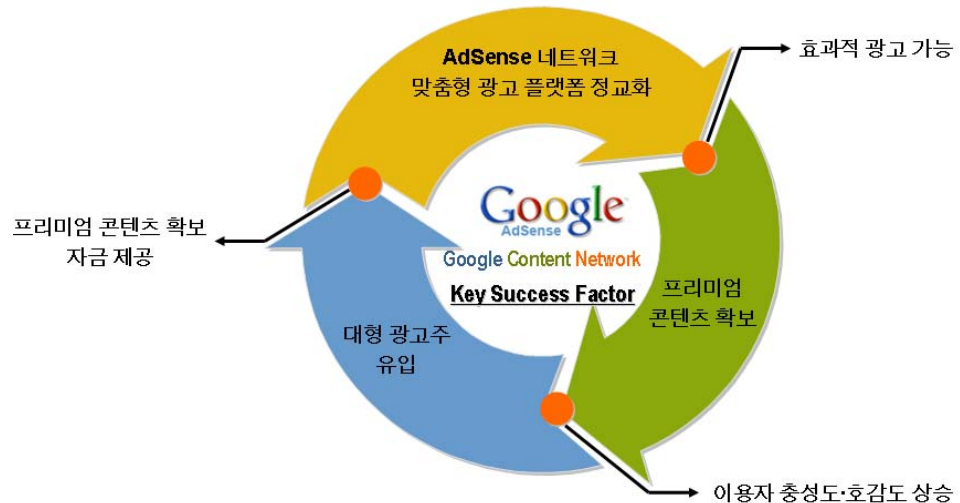 AdSense 네트워크
맞춤형 광고 플랫폼 정교화
효과적 광고 가능
프리미엄 콘텐츠 확보
자금 제공
Google
AdSense
Google Content Network
Key Success Factor
프리미엄
콘텐츠 확보
대형 광고주
유입
이용자 충성도·호감도 상승